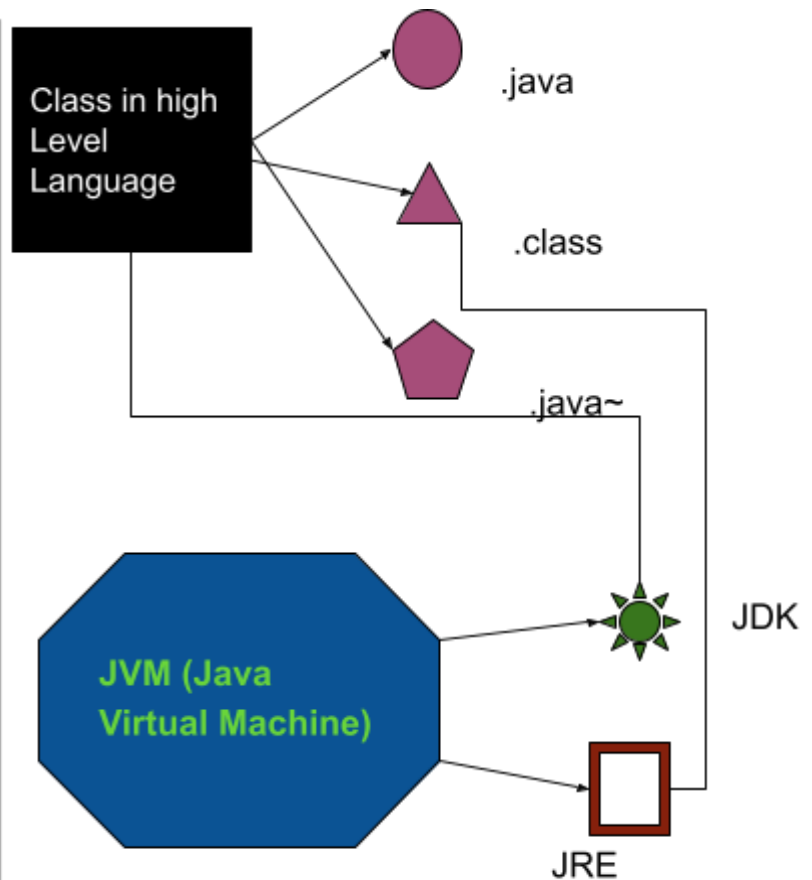 Class in high
Level
Language
.java
.class
.java~
JVM (Java
Virtual Machine)
JDK
JRE